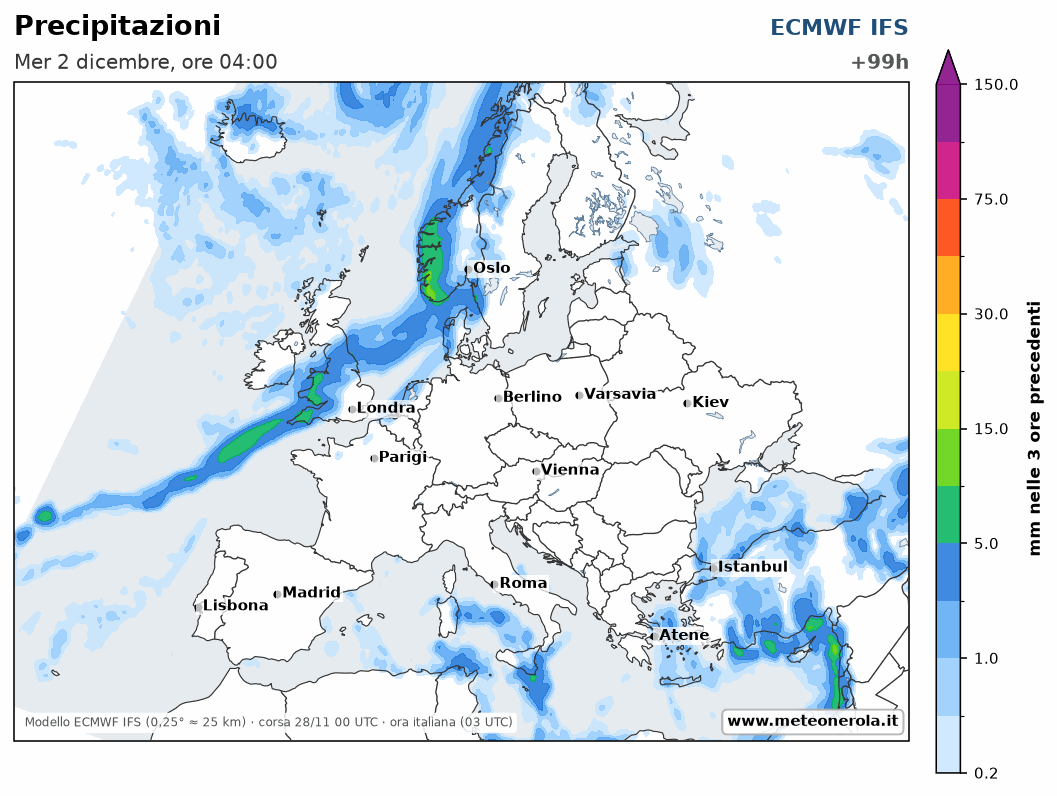 Precipitazioni
ECMWF IFS
Mer 2 dicembre, ore 04:00
+99h
150.0
75.0
30.0
15.0
5.0
1.0
0.2
mm nelle 3 ore precedenti
Oslo
Londra
Berlino
Varsavia
Kiev
Parigi
Vienna
Istanbul
Roma
Madrid
Lisbona
Atene
Modello ECMWF IFS (0,25° ≈ 25 km) · corsa 28/11 00 UTC · ora italiana (03 UTC)
www.meteonerola.it